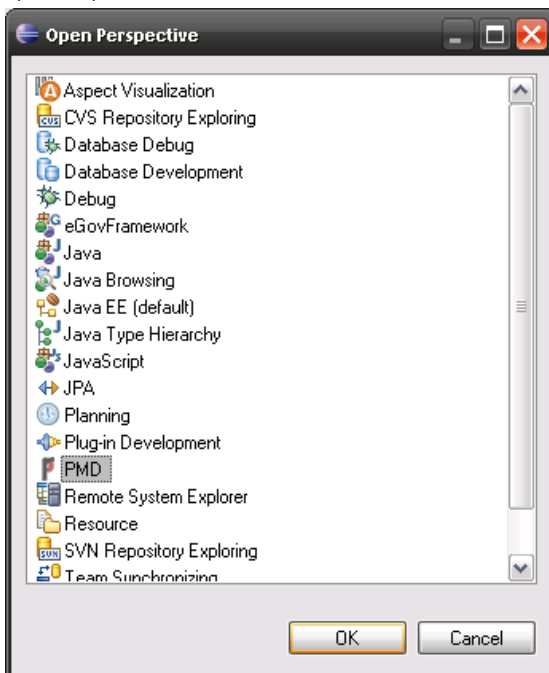 Open Perspective
Aspect Visualization
CVS Repository Exploring
Database Debug
Database Development
Debug
eGovFramework
Java
Java Browsing
Java EE (default)
Java Type Hierarchy
JavaScript
JPA
Planning
Plug-in Development
PMD
Remote System Explorer
Resource
SVN Repository Exploring
Team Synchronizing
OK Cancel